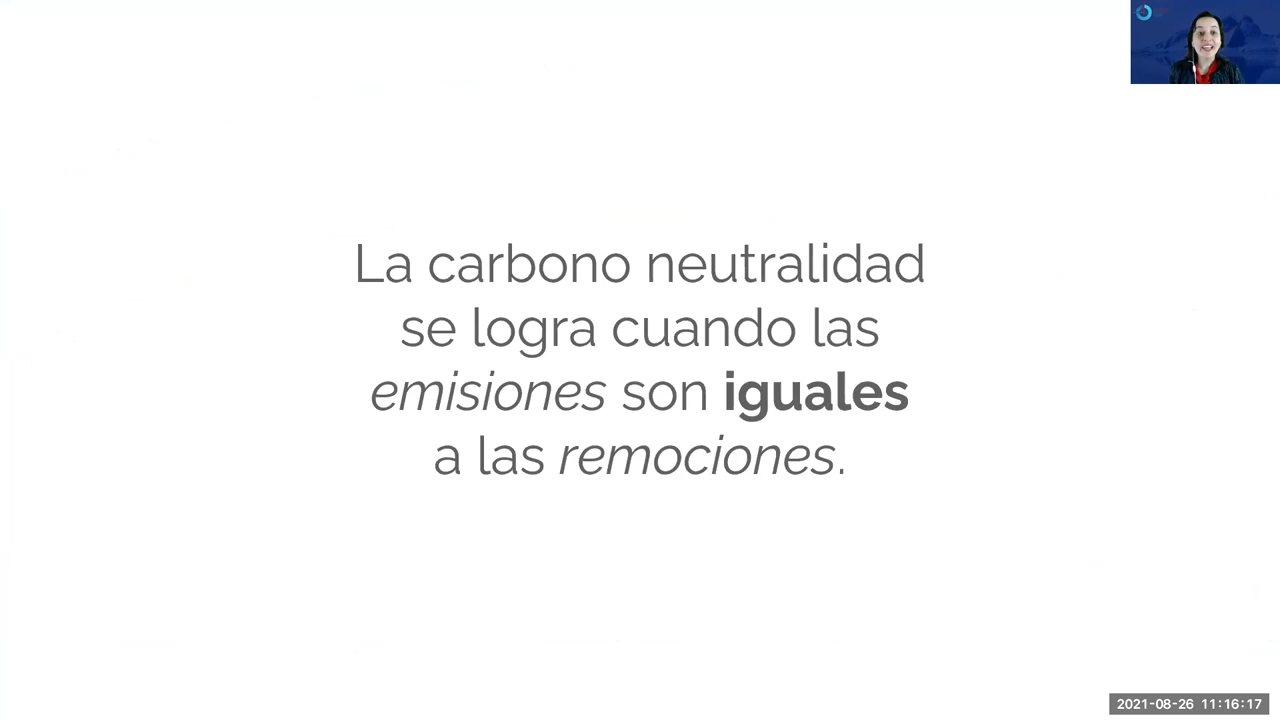 La carbono neutralidad
se logra cuando las
emisiones son iguales
a las remociones.
2021-08-26 11:16:17